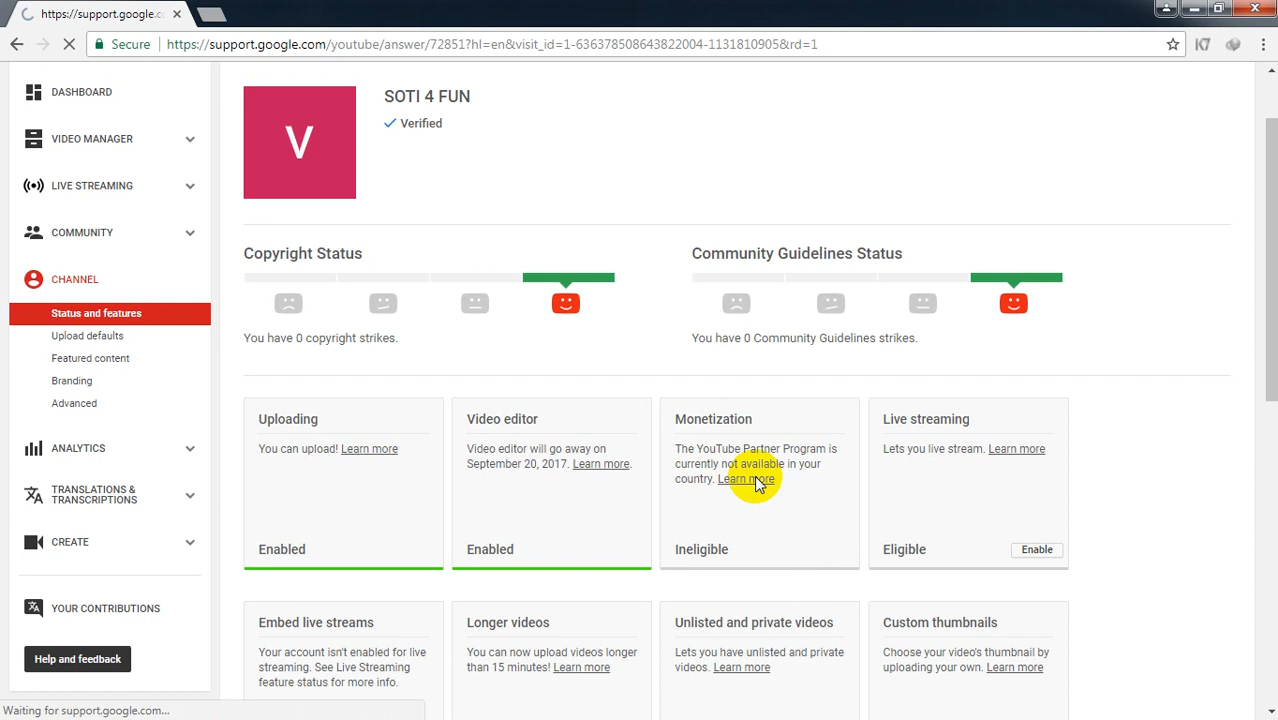 https://support.google.c
Secure
https://support.google.com/youtube/answer/72851?hl=en&visit_id=1-636378508643822004-1131810905&rd=1
DASHBOARD
VIDEO MANAGER
LIVE STREAMING
COMMUNITY
CHANNEL
Status and features
Upload defaults
Featured content
Branding
Advanced
ANALYTICS
TRANSLATIONS &
TRANSCRIPTIONS
CREATE
YOUR CONTRIBUTIONS
Help and feedback
V
SOTI 4 FUN
Verified
Copyright Status
You have 0 copyright strikes.
Community Guidelines Status
You have 0 Community Guidelines strikes.
Uploading
You can upload! Learn more
Enabled
Video editor
Video editor will go away on
September 20, 2017. Learn more.
Enabled
Monetization
The YouTube Partner Program is
currently not available in your
country. Learn more
Ineligible
Live streaming
Lets you live stream. Learn more
Eligible
Enable
Embed live streams
Your account isn't enabled for live
streaming. See Live Streaming
feature status for more info.
Longer videos
You can now upload videos longer
than 15 minutes! Learn more
Unlisted and private videos
Lets you have unlisted and private
videos. Learn more
Custom thumbnails
Choose your video's thumbnail by
uploading your own. Learn more
Waiting for support.google.com...
K7